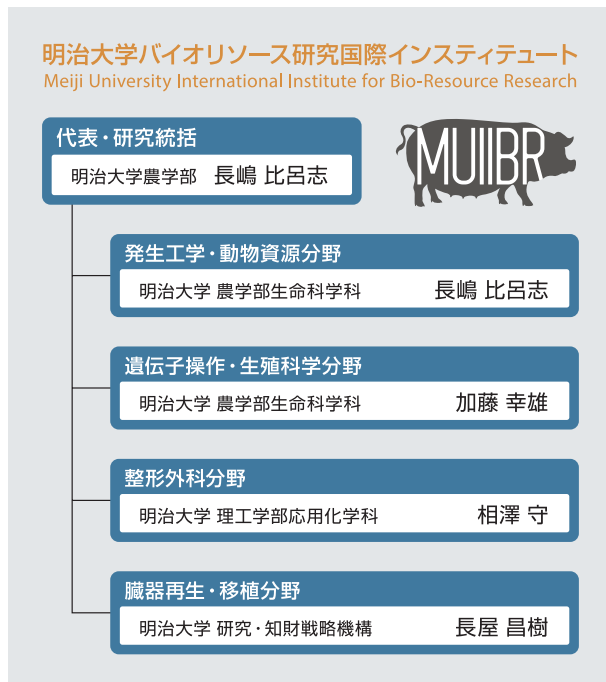 明治大学バイオリソース研究国際インスティテュート
Meiji University International Institute for Bio-Resource Research
代表・研究統括
MUIIBR
明治大学農学部 長嶋 比呂志
発生工学・動物資源分野
明治大学 農学部生命科学科 長嶋 比呂志
遺伝子操作・生殖科学分野
明治大学 農学部生命科学科 加藤 幸雄
整形外科分野
明治大学 理工学部応用化学科 相澤 守
臓器再生・移植分野
明治大学 研究・知財戦略機構 長屋 昌樹